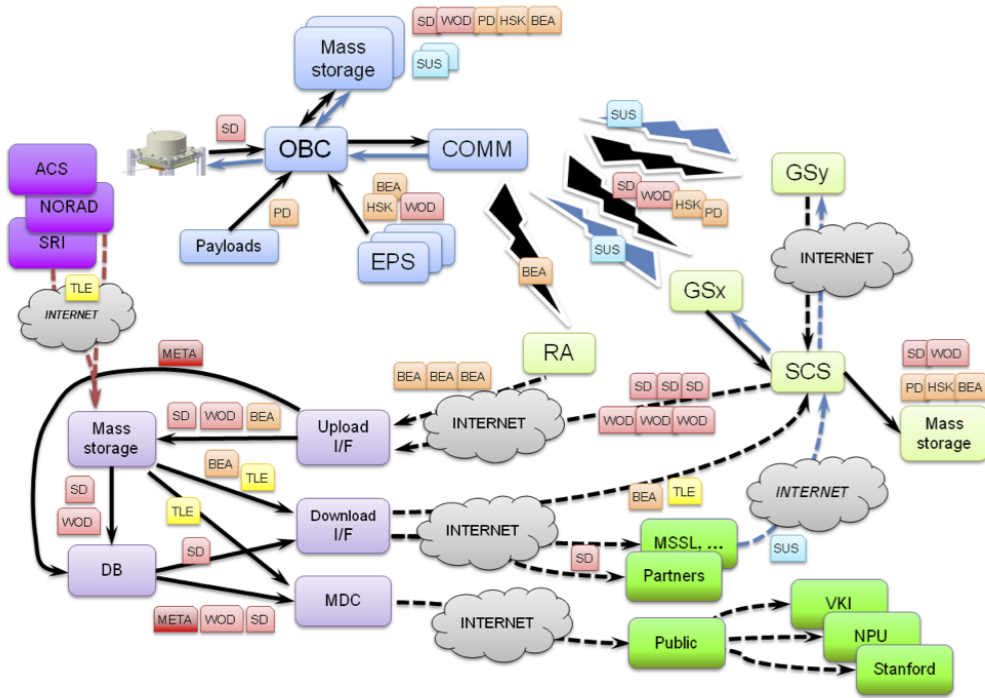 SD WOD PD HSK BEA
Mass
storage
SUS
SD
OBC
COMM
SUS
ACS
NORAD
SRI
TLE
INTERNET
PD
Payloads
BEA
HSK WOD
EPS
BEA
SD WOD HSK PD
SUS
GSy
INTERNET
GSx
RA
SCS
SD WOD
PD HSK BEA
Mass
storage
META
BEA BEA BEA
SD SD SD
WOD WOD WOD
INTERNET
SD WOD BEA
Upload
I/F
Mass
storage
BEA TLE
TLE
SD
WOD
Download
I/F
INTERNET
BEA TLE
INTERNET
SUS
SD
MSSL, ...
Partners
DB
SD
META WOD SD
MDC
INTERNET
Public
VKI
NPU
Stanford